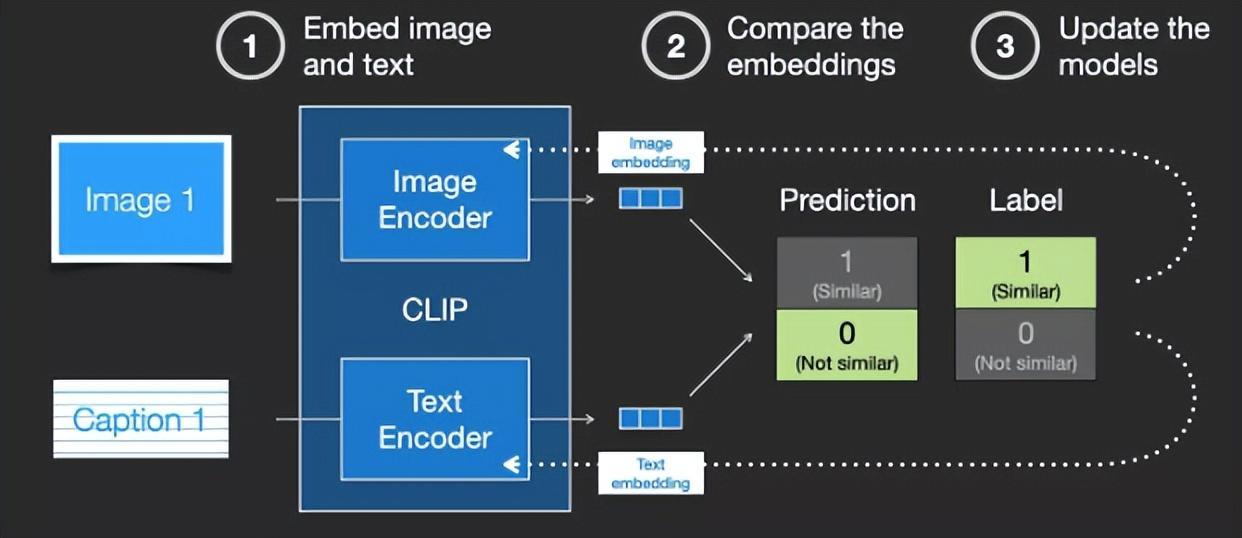 1
Embed image
and text
2
Compare the
embeddings
3
Update the
models
Image 1
Image
Encoder
Image
embedding
Prediction
Label
1
(Similar)
0
(Not similar)
1
(Similar)
0
(Not similar)
CLIP
Caption 1
Text
Encoder
Text
embedding